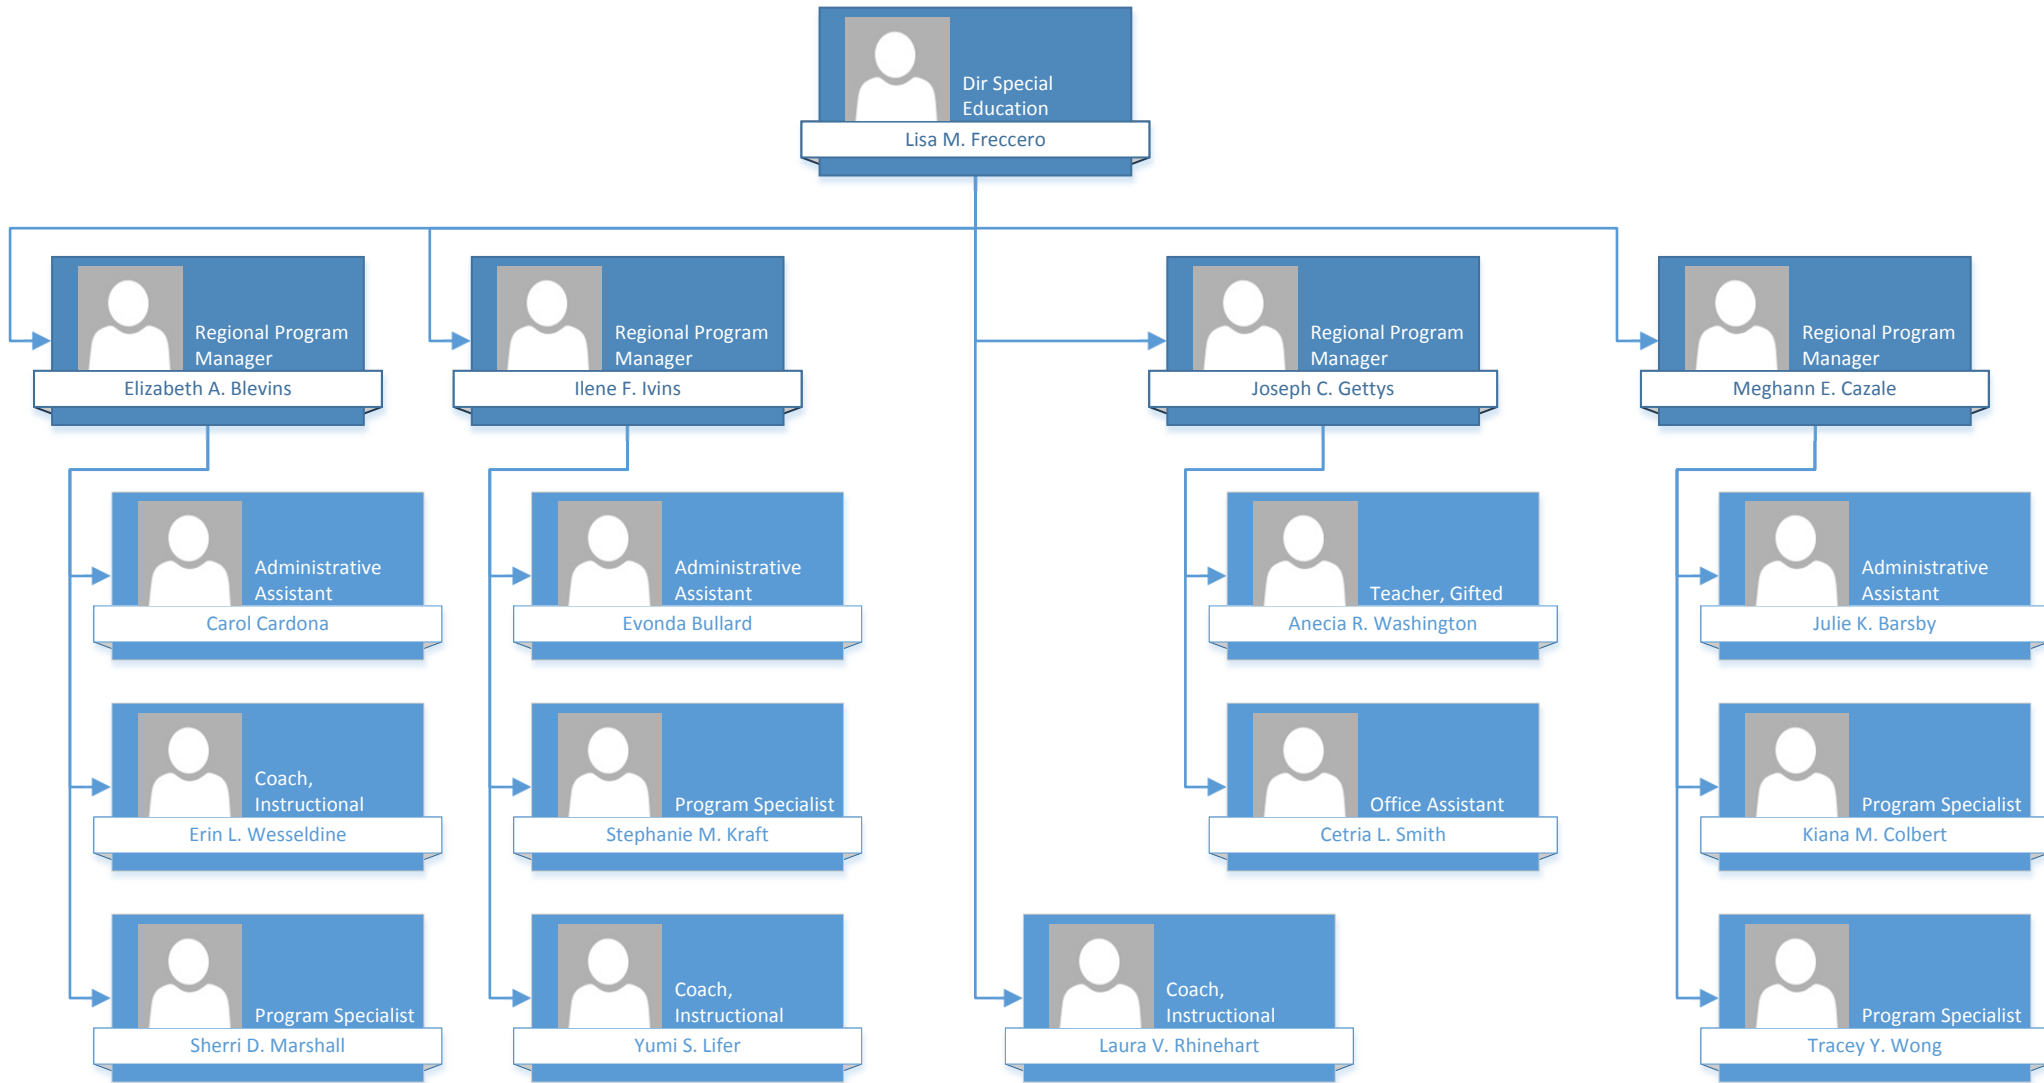 Dir Special
Education
Lisa M. Freccero
Regional Program
Manager
Elizabeth A. Blevins
Regional Program
Manager
Ilene F. Ivins
Regional Program
Manager
Joseph C. Gettys
Regional Program
Manager
Meghann E. Cazale
Administrative
Assistant
Carol Cardona
Administrative
Assistant
Evonda Bullard
Teacher, Gifted
Anecia R. Washington
Administrative
Assistant
Julie K. Barsby
Coach,
Instructional
Erin L. Wesseldine
Program Specialist
Stephanie M. Kraft
Office Assistant
Cetria L. Smith
Program Specialist
Kiana M. Colbert
Program Specialist
Sherri D. Marshall
Coach,
Instructional
Yumi S. Lifer
Coach,
Instructional
Laura V. Rhinehart
Program Specialist
Tracey Y. Wong